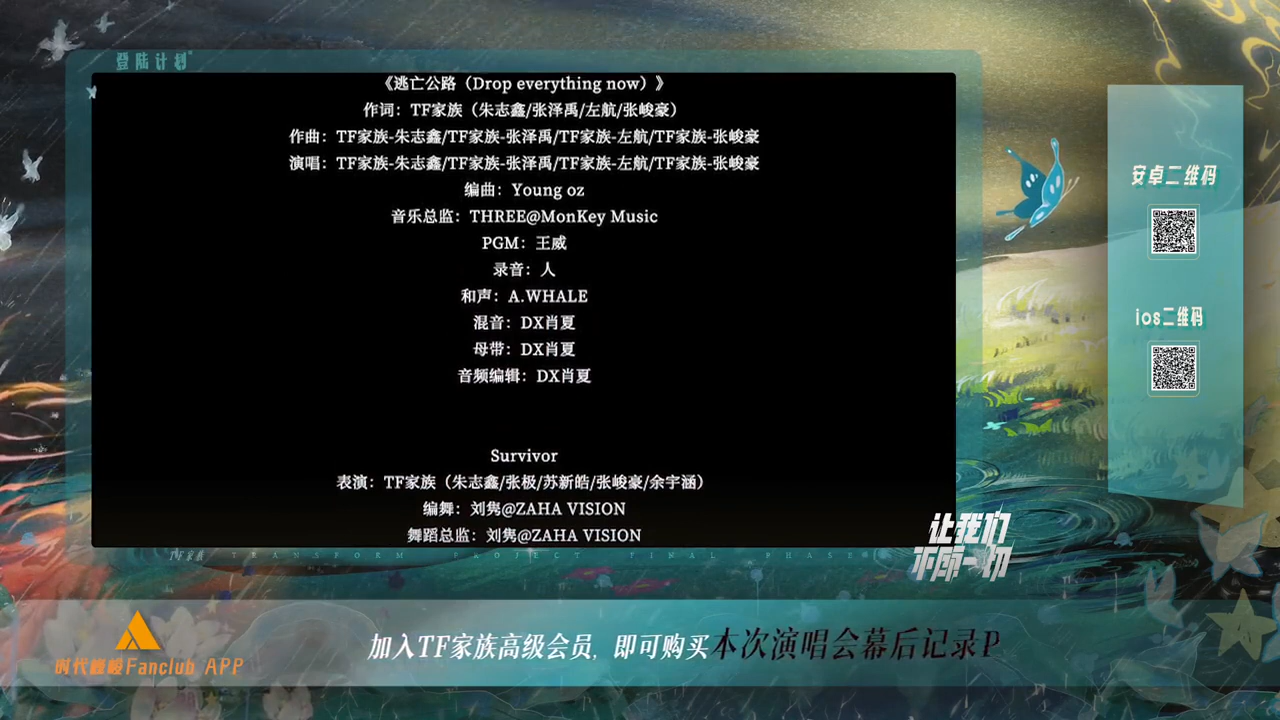 登陆计划
《逃亡公路（Drop everything now）》
作词：TF家族（朱志鑫/张泽禹/左航/张峻豪）
作曲：TF家族-朱志鑫/TF家族-张泽禹/TF家族-左航/TF家族-张峻豪
演唱：TF家族-朱志鑫/TF家族-张泽禹/TF家族-左航/TF家族-张峻豪
编曲：Young oz
音乐总监：THREE@MonKey Music
PGM：王威
录音：人
和声：A.WHALE
混音：DX肖夏
母带：DX肖夏
音频编辑：DX肖夏
Survivor
表演：TF家族（朱志鑫/张极/苏新皓/张峻豪/余宇涵）
编舞：刘隽@ZAHA VISION
舞蹈总监：刘隽@ZAHA VISION
TF家族 TRANSFORM PROJECT FINAL PHASE
安卓二维码
ios二维码
让我们
不顾一切
加入TF家族高级会员，即可购买本次演唱会幕后记录P
时代峰峻Fanclub APP